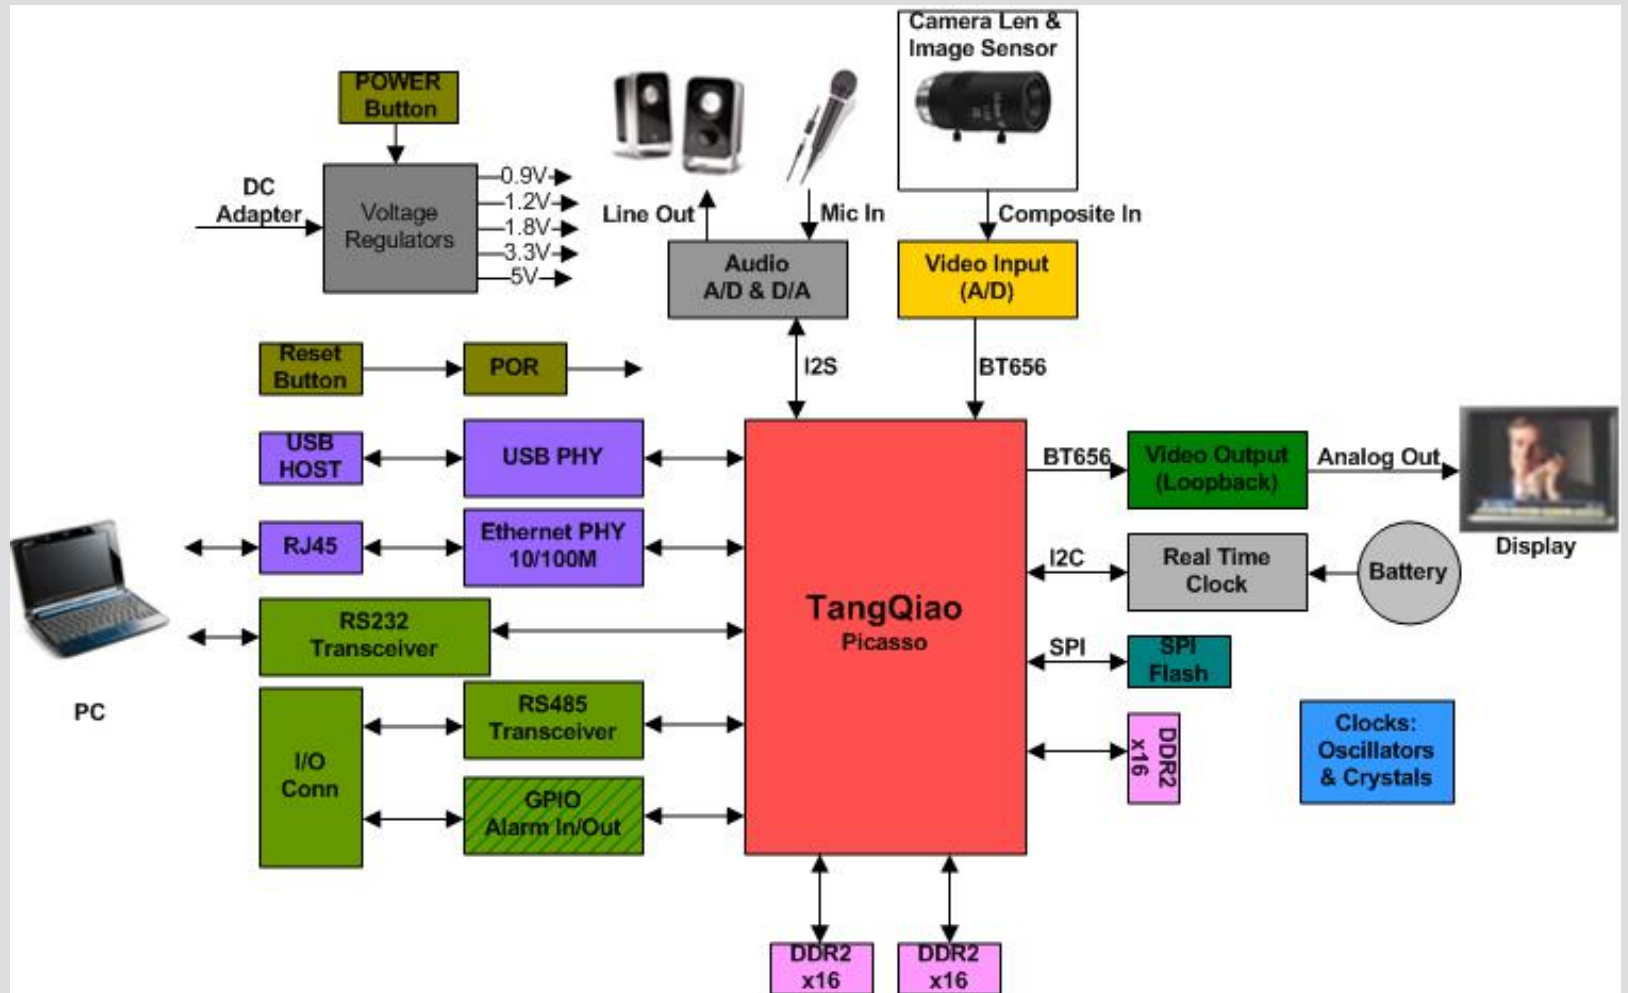 Camera Len &
Image Sensor
POWER
Button
DC
Adapter
Voltage
Regulators
0.9V
1.2V
1.8V
3.3V
5V
Line Out
Mic In
Composite In
Audio
A/D & D/A
Video Input
(A/D)
Reset
Button
POR
I2S
BT656
USB
HOST
USB PHY
BT656
Video Output
(Loopback)
Analog Out
Display
RJ45
Ethernet PHY
10/100M
I2C
Real Time
Clock
Battery
TangQiao
Picasso
RS232
Transceiver
SPI
SPI
Flash
PC
RS485
Transceiver
I/O
Conn
GPIO
Alarm In/Out
DDR2
x16
Clocks:
Oscillators
& Crystals
DDR2
x16
DDR2
x16